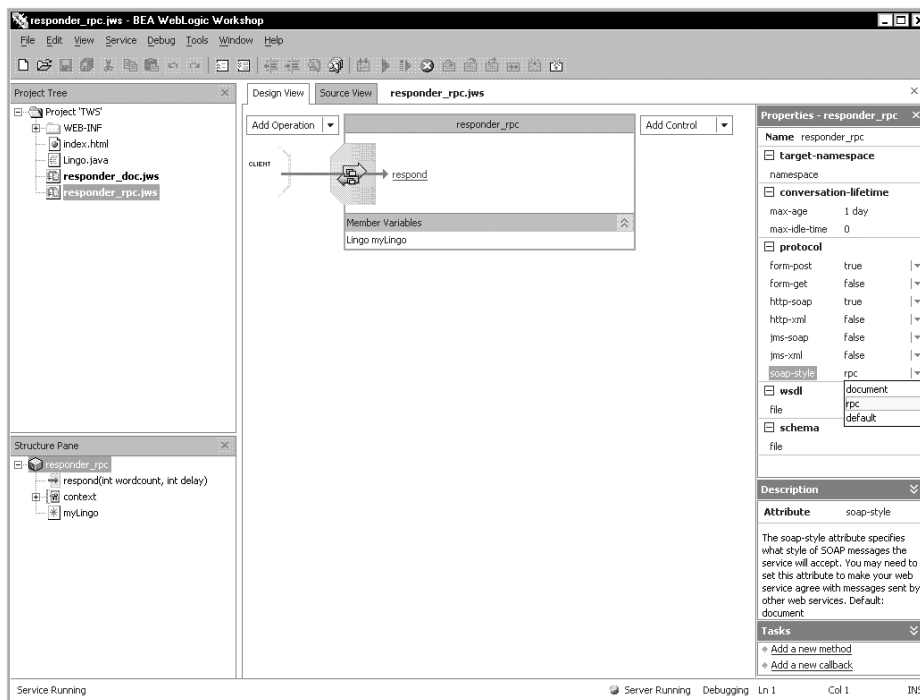 responder_rpc.jws - BEA WebLogic Workshop
File Edit View Service Debug Tools Window Help
Project Tree
Project 'TWS'
WEB-INF
index.html
Lingo.java
responder_doc.jws
responder_rpc.jws
Structure Pane
responder_rpc
respond(int wordcount, int delay)
context
myLingo
Design View Source View responder_rpc.jws
Add Operation responder_rpc Add Control
CLIENT
respond
Member Variables
Lingo myLingo
Properties - responder_rpc
Name responder_rpc
target-namespace
namespace
conversation-lifetime
max-age 1 day
max-idle-time 0
protocol
form-post true
form-get false
http-soap true
http-xml false
jms-soap false
jms-xml false
soap-style rpc
document
rpc
default
wsdl
file
schema
file
Description
Attribute soap-style
The soap-style attribute specifies
what style of SOAP messages the
service will accept. You may need to
set this attribute to make your web
service agree with messages sent by
other web services. Default:
document
Tasks
Add a new method
Add a new callback
Service Running Server Running Debugging Ln 1 Col 1 INS